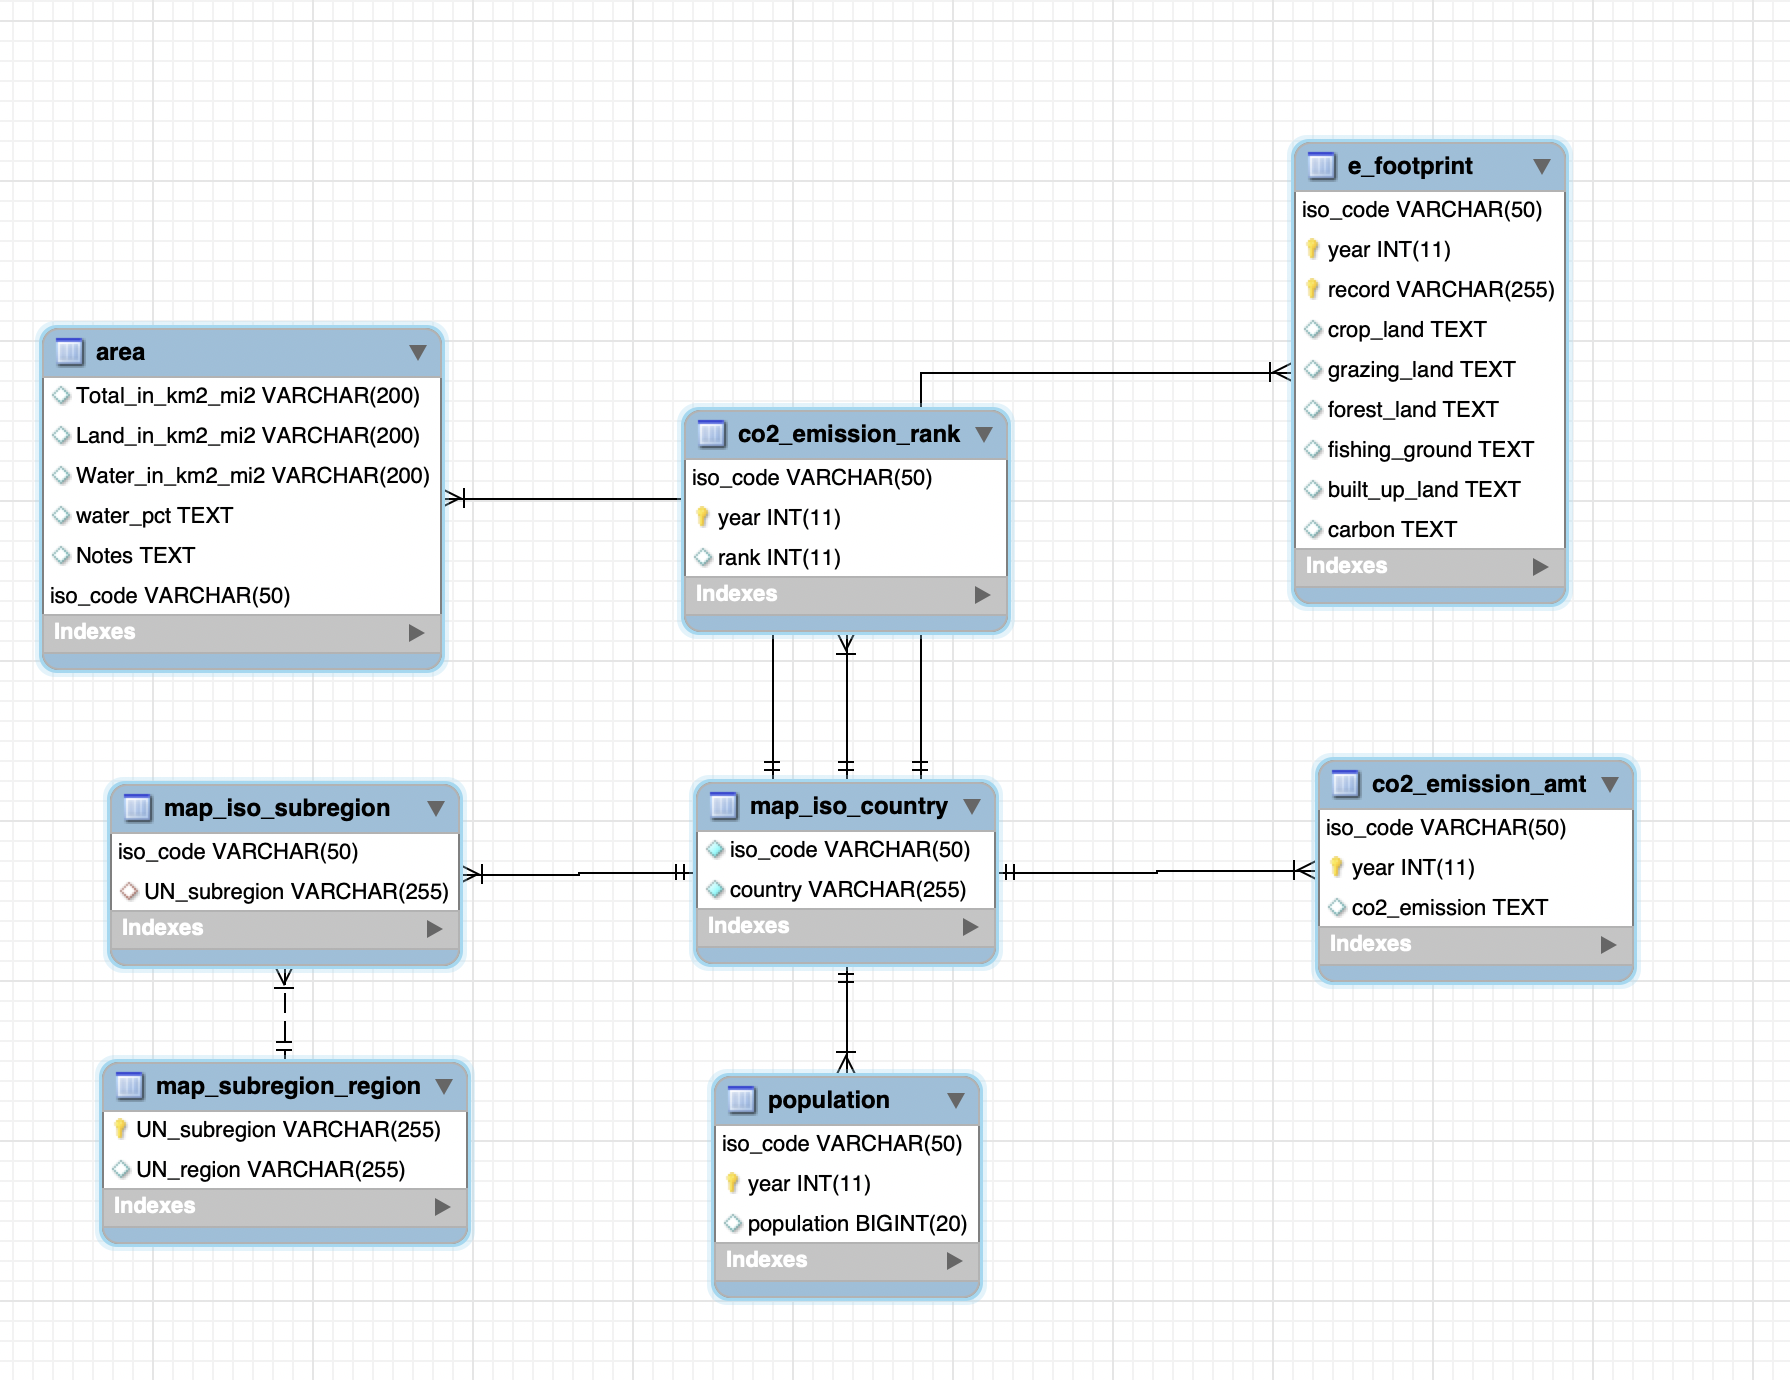 e_footprint
iso_code VARCHAR(50)
year INT(11)
record VARCHAR(255)
crop_land TEXT
grazing_land TEXT
forest_land TEXT
fishing_ground TEXT
built_up_land TEXT
carbon TEXT
Indexes
area
Total_in_km2_mi2 VARCHAR(200)
Land_in_km2_mi2 VARCHAR(200)
Water_in_km2_mi2 VARCHAR(200)
water_pct TEXT
Notes TEXT
iso_code VARCHAR(50)
Indexes
co2_emission_rank
iso_code VARCHAR(50)
year INT(11)
rank INT(11)
Indexes
map_iso_subregion
iso_code VARCHAR(50)
UN_subregion VARCHAR(255)
Indexes
map_iso_country
iso_code VARCHAR(50)
country VARCHAR(255)
Indexes
co2_emission_amt
iso_code VARCHAR(50)
year INT(11)
co2_emission TEXT
Indexes
map_subregion_region
UN_subregion VARCHAR(255)
UN_region VARCHAR(255)
Indexes
population
iso_code VARCHAR(50)
year INT(11)
population BIGINT(20)
Indexes